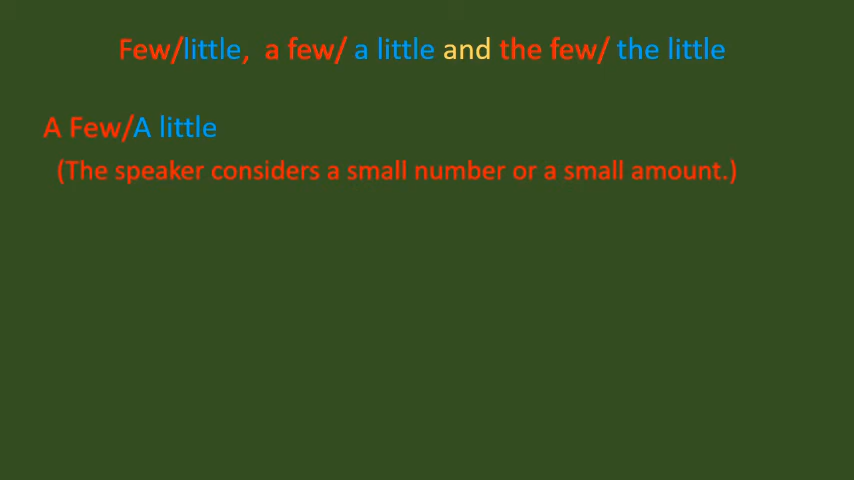 Few/little, a few/ a little and the few/ the little
A Few/A little
(The speaker considers a small number or a small amount.)